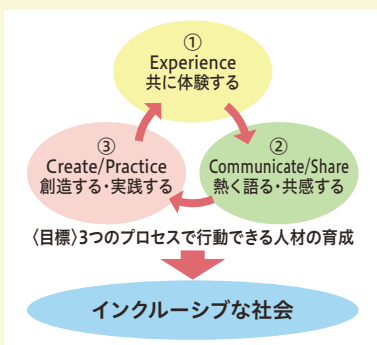 ①
Experience
共に体験する
③
Create/Practice
創造する・実践する
②
Communicate/Share
熱く語る・共感する
〈目標〉3つのプロセスで行動できる人材の育成
インクルーシブな社会